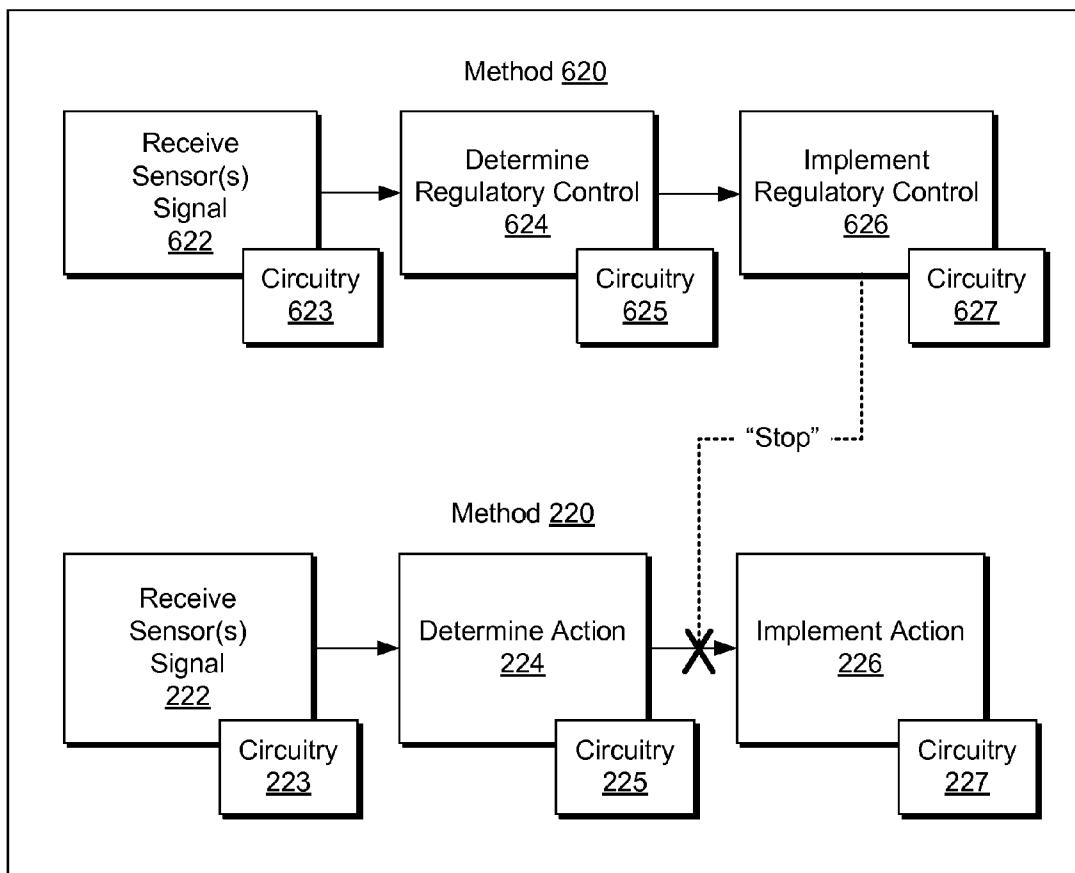 Method 620
Receive
Sensor(s)
Signal
622
Circuitry
623
Determine
Regulatory Control
624
Circuitry
625
Implement
Regulatory Control
626
Circuitry
627
“Stop”
Method 220
Receive
Sensor(s)
Signal
222
Circuitry
223
Determine Action
224
Circuitry
225
Implement Action
226
Circuitry
227